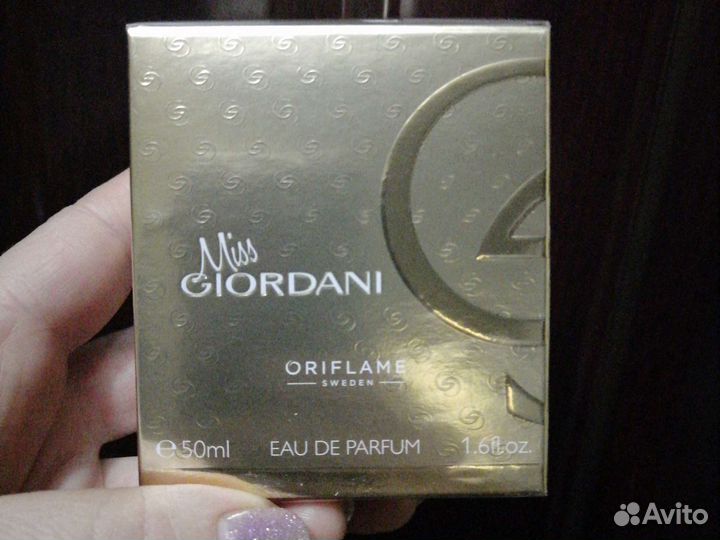 Miss
GIORDANI
ORIFLAME
SWEDEN
℮50ml EAU DE PARFUM 1.6fl.oz.
Avito